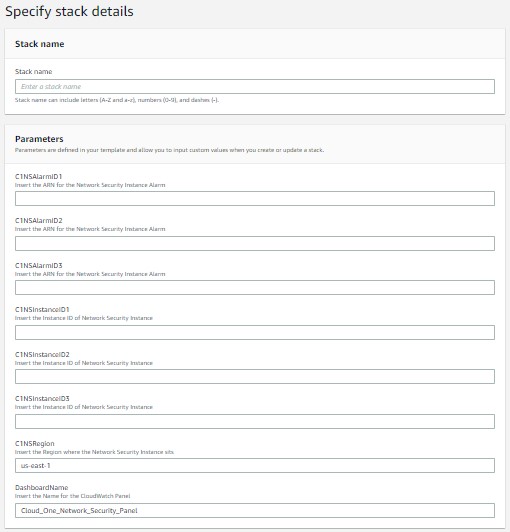 Specify stack details
Stack name
Stack name
Enter a stack name
Stack name can include letters (A-Z and a-z), numbers (0-9), and dashes (-).
Parameters
Parameters are defined in your template and allow you to input custom values when you create or update a stack.
C1NSAlarmID1
Insert the ARN for the Network Security Instance Alarm
C1NSAlarmID2
Insert the ARN for the Network Security Instance Alarm
C1NSAlarmID3
Insert the ARN for the Network Security Instance Alarm
C1NSInstanceID1
Insert the Instance ID of Network Security Instance
C1NSInstanceID2
Insert the Instance ID of Network Security Instance
C1NSInstanceID3
Insert the Instance ID of Network Security Instance
C1NSRegion
Insert the Region where the Network Security Instance sits
us-east-1
DashboardName
Insert the Name for the CloudWatch Panel
Cloud_One_Network_Security_Panel